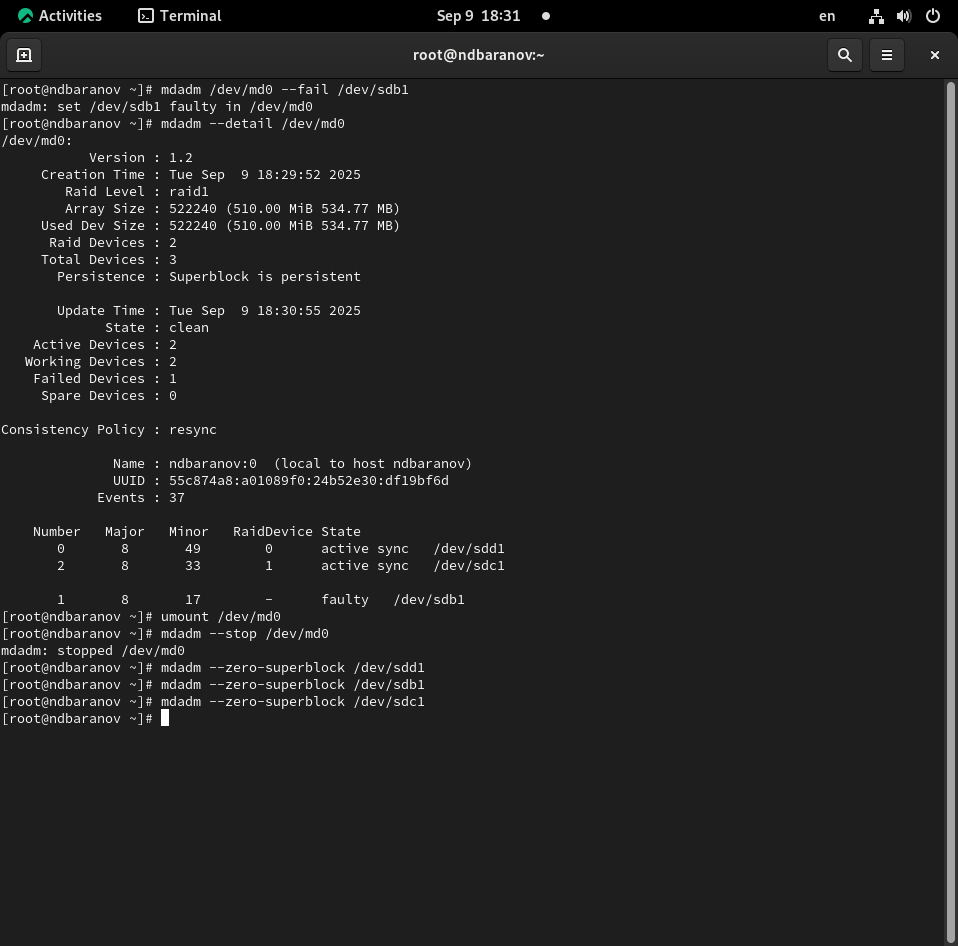 Activities Terminal Sep 9 18:31 en
root@ndbaranov:~
[root@ndbaranov ~]# mdadm /dev/md0 --fail /dev/sdb1
mdadm: set /dev/sdb1 faulty in /dev/md0
[root@ndbaranov ~]# mdadm --detail /dev/md0
/dev/md0:
           Version : 1.2
     Creation Time : Tue Sep  9 18:29:52 2025
        Raid Level : raid1
        Array Size : 522240 (510.00 MiB 534.77 MB)
     Used Dev Size : 522240 (510.00 MiB 534.77 MB)
      Raid Devices : 2
     Total Devices : 3
       Persistence : Superblock is persistent

       Update Time : Tue Sep  9 18:30:55 2025
             State : clean
    Active Devices : 2
   Working Devices : 2
    Failed Devices : 1
     Spare Devices : 0

Consistency Policy : resync

              Name : ndbaranov:0  (local to host ndbaranov)
              UUID : 55c874a8:a01089f0:24b52e30:df19bf6d
            Events : 37

    Number   Major   Minor   RaidDevice State
       0       8       49        0      active sync   /dev/sdd1
       2       8       33        1      active sync   /dev/sdc1

       1       8       17        -      faulty   /dev/sdb1
[root@ndbaranov ~]# umount /dev/md0
[root@ndbaranov ~]# mdadm --stop /dev/md0
mdadm: stopped /dev/md0
[root@ndbaranov ~]# mdadm --zero-superblock /dev/sdd1
[root@ndbaranov ~]# mdadm --zero-superblock /dev/sdb1
[root@ndbaranov ~]# mdadm --zero-superblock /dev/sdc1
[root@ndbaranov ~]#